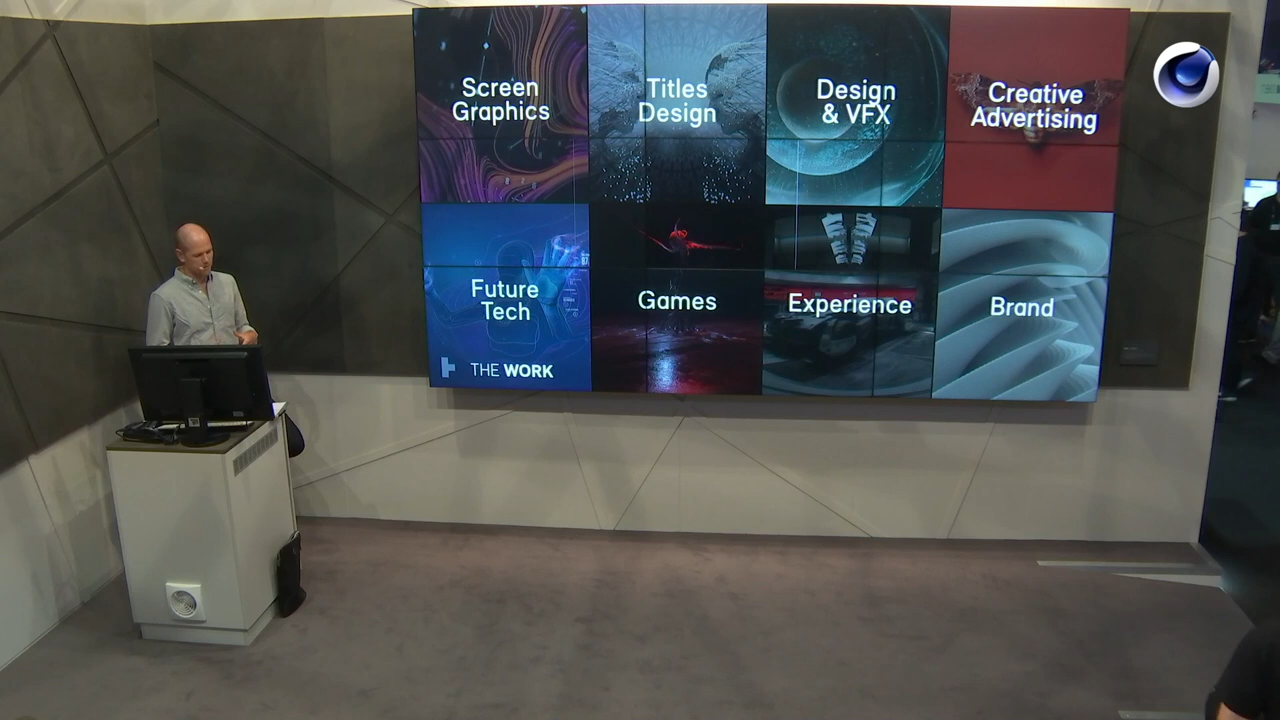 Screen
Graphics
Titles
Design
Design
& VFX
Creative
Advertising
Future
Tech
THE WORK
Games
Experience
Brand